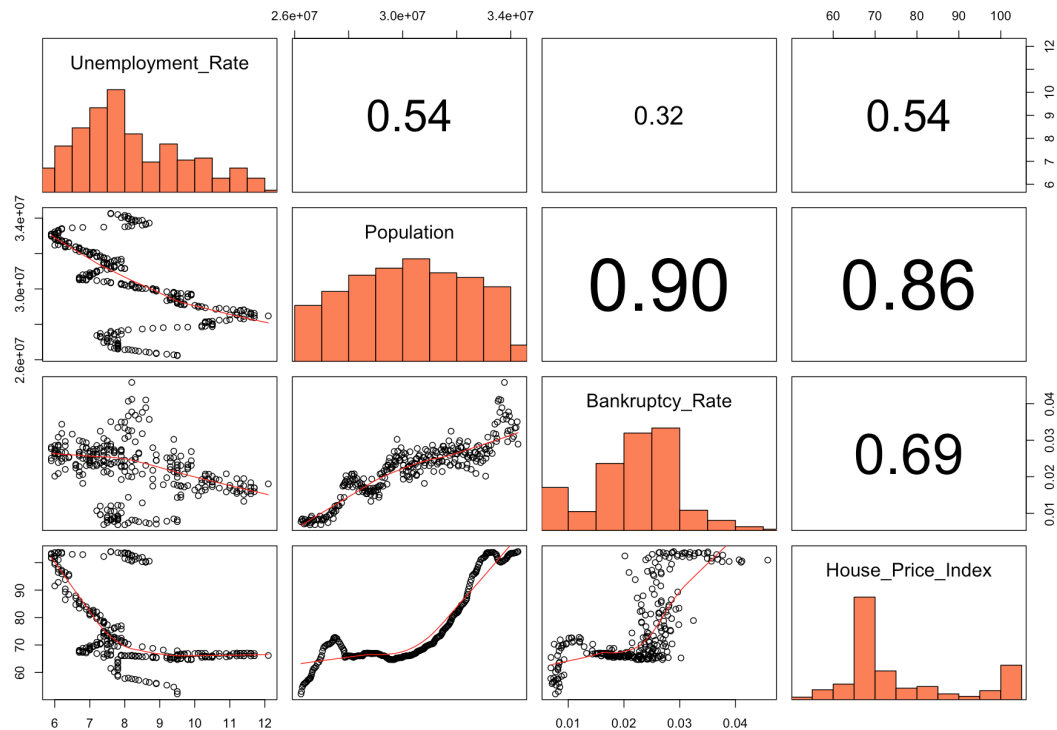 2.6e+07 3.0e+07 3.4e+07 60 70 80 90 100
Unemployment_Rate
0.54
0.32
0.54
6 7 8 9 10 12
2.6e+07 3.0e+07 3.4e+07
Population
0.90
0.86
Bankruptcy_Rate
0.69
0.01 0.02 0.03 0.04
60 70 80 90
House_Price_Index
6 7 8 9 10 11 12 0.01 0.02 0.03 0.04